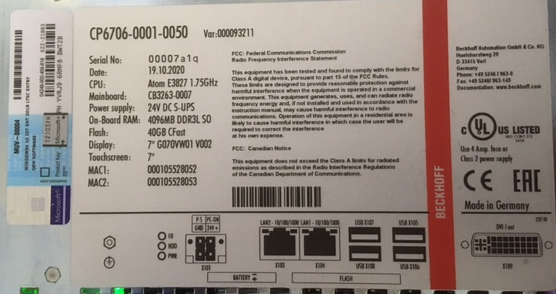 CP6706-0001-0050 Var:000093211
Serial No: 00007a1q
Date: 19.10.2020
CPU: Atom E3827 1.75GHz
Mainboard: CB3263-0007
Power supply: 24V DC S-UPS
On-Board RAM: 4096MB DDR3L SO
Flash: 40GB CFast
Display: 7" G070VW01 V002
Touchscreen: 7"
MAC1: 000105528052
MAC2: 000105528053
FCC: Federal Communications Commission
Radio Frequency Interference Statement
This equipment has been tested and found to comply with the limits for
Class A digital device, pursuant to part 15 of the FCC Rules.
These limits are designed to provide reasonable protection against
harmful interference when the equipment is operated in a commercial
environment. This equipment generates, uses, and can radiate radio
frequency energy and, if not installed and used in accordance with the
instruction manual, may cause harmful interference to radio
communications. Operation of this equipment in a residential area is
likely to cause harmful interference in which case the user will be
required to correct the interference
at his own expense.
FCC: Canadian Notice
This equipment does not exceed the Class A limits for radiated
emissions as described in the Radio Interference Regulations
of the Canadian Department of Communications.
Beckhoff Automation GmbH & Co. KG
Huelshorstweg 20
D-33415 Verl
Phone: +49 5246 / 963-0
Fax: +49 5246 / 963-149
Documentation: www.beckhoff.com
C UL US LISTED
Use 4 Amp. fuse or
Class 2 power supply
CE EAC
Made in Germany
BECKHOFF
Microsoft
FR
HDD
PWR
P-S PC-ON
GND 24V+
X101
LAN2 - 10/100/1000
X103
LAN1 - 10/100/1000
X104
USB X107
USB X105
USB X108
USB X106
DVI-I out
X109
BATTERY
FLASH